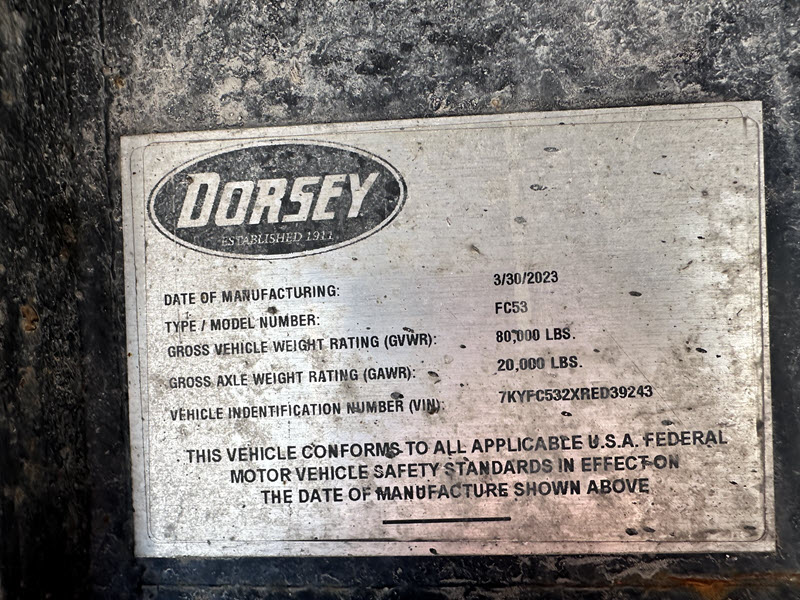 DORSEY
ESTABLISHED 1911
DATE OF MANUFACTURING: 3/30/2023
TYPE / MODEL NUMBER: FC53
GROSS VEHICLE WEIGHT RATING (GVWR): 80,000 LBS.
GROSS AXLE WEIGHT RATING (GAWR): 20,000 LBS.
VEHICLE INDENTIFICATION NUMBER (VIN): 7KYFC532XRED39243
THIS VEHICLE CONFORMS TO ALL APPLICABLE U.S.A. FEDERAL
MOTOR VEHICLE SAFETY STANDARDS IN EFFECT ON
THE DATE OF MANUFACTURE SHOWN ABOVE